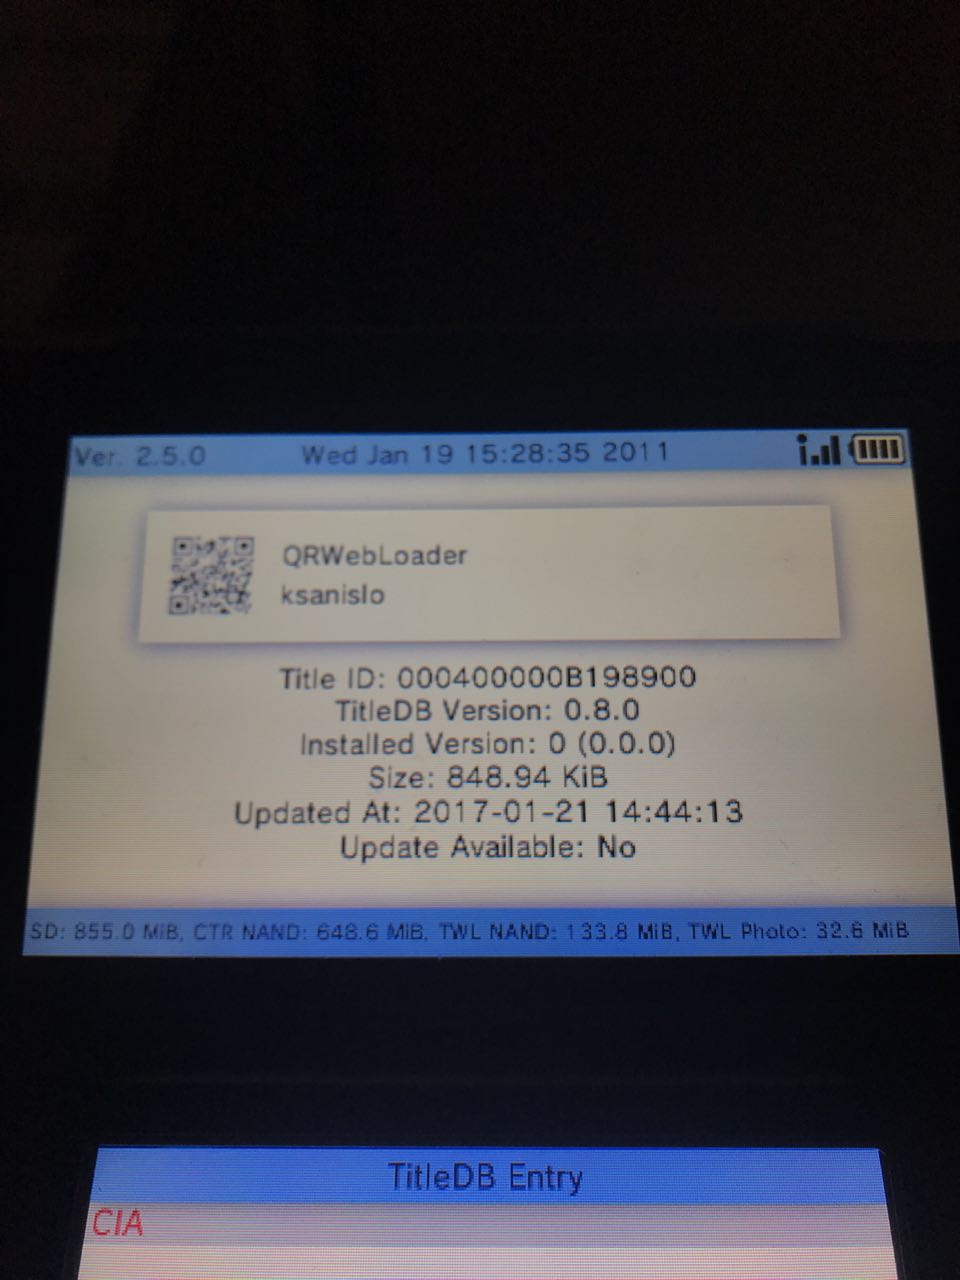 Ver. 2.5.0 Wed Jan 19 15:28:35 2011
QRWebLoader
ksanislo
Title ID: 000400000B198900
TitleDB Version: 0.8.0
Installed Version: 0 (0.0.0)
Size: 848.94 KiB
Updated At: 2017-01-21 14:44:13
Update Available: No
SD: 855.0 MiB, CTR NAND: 648.6 MiB, TWL NAND: 133.8 MiB, TWL Photo: 32.6 MiB
TitleDB Entry
CIA